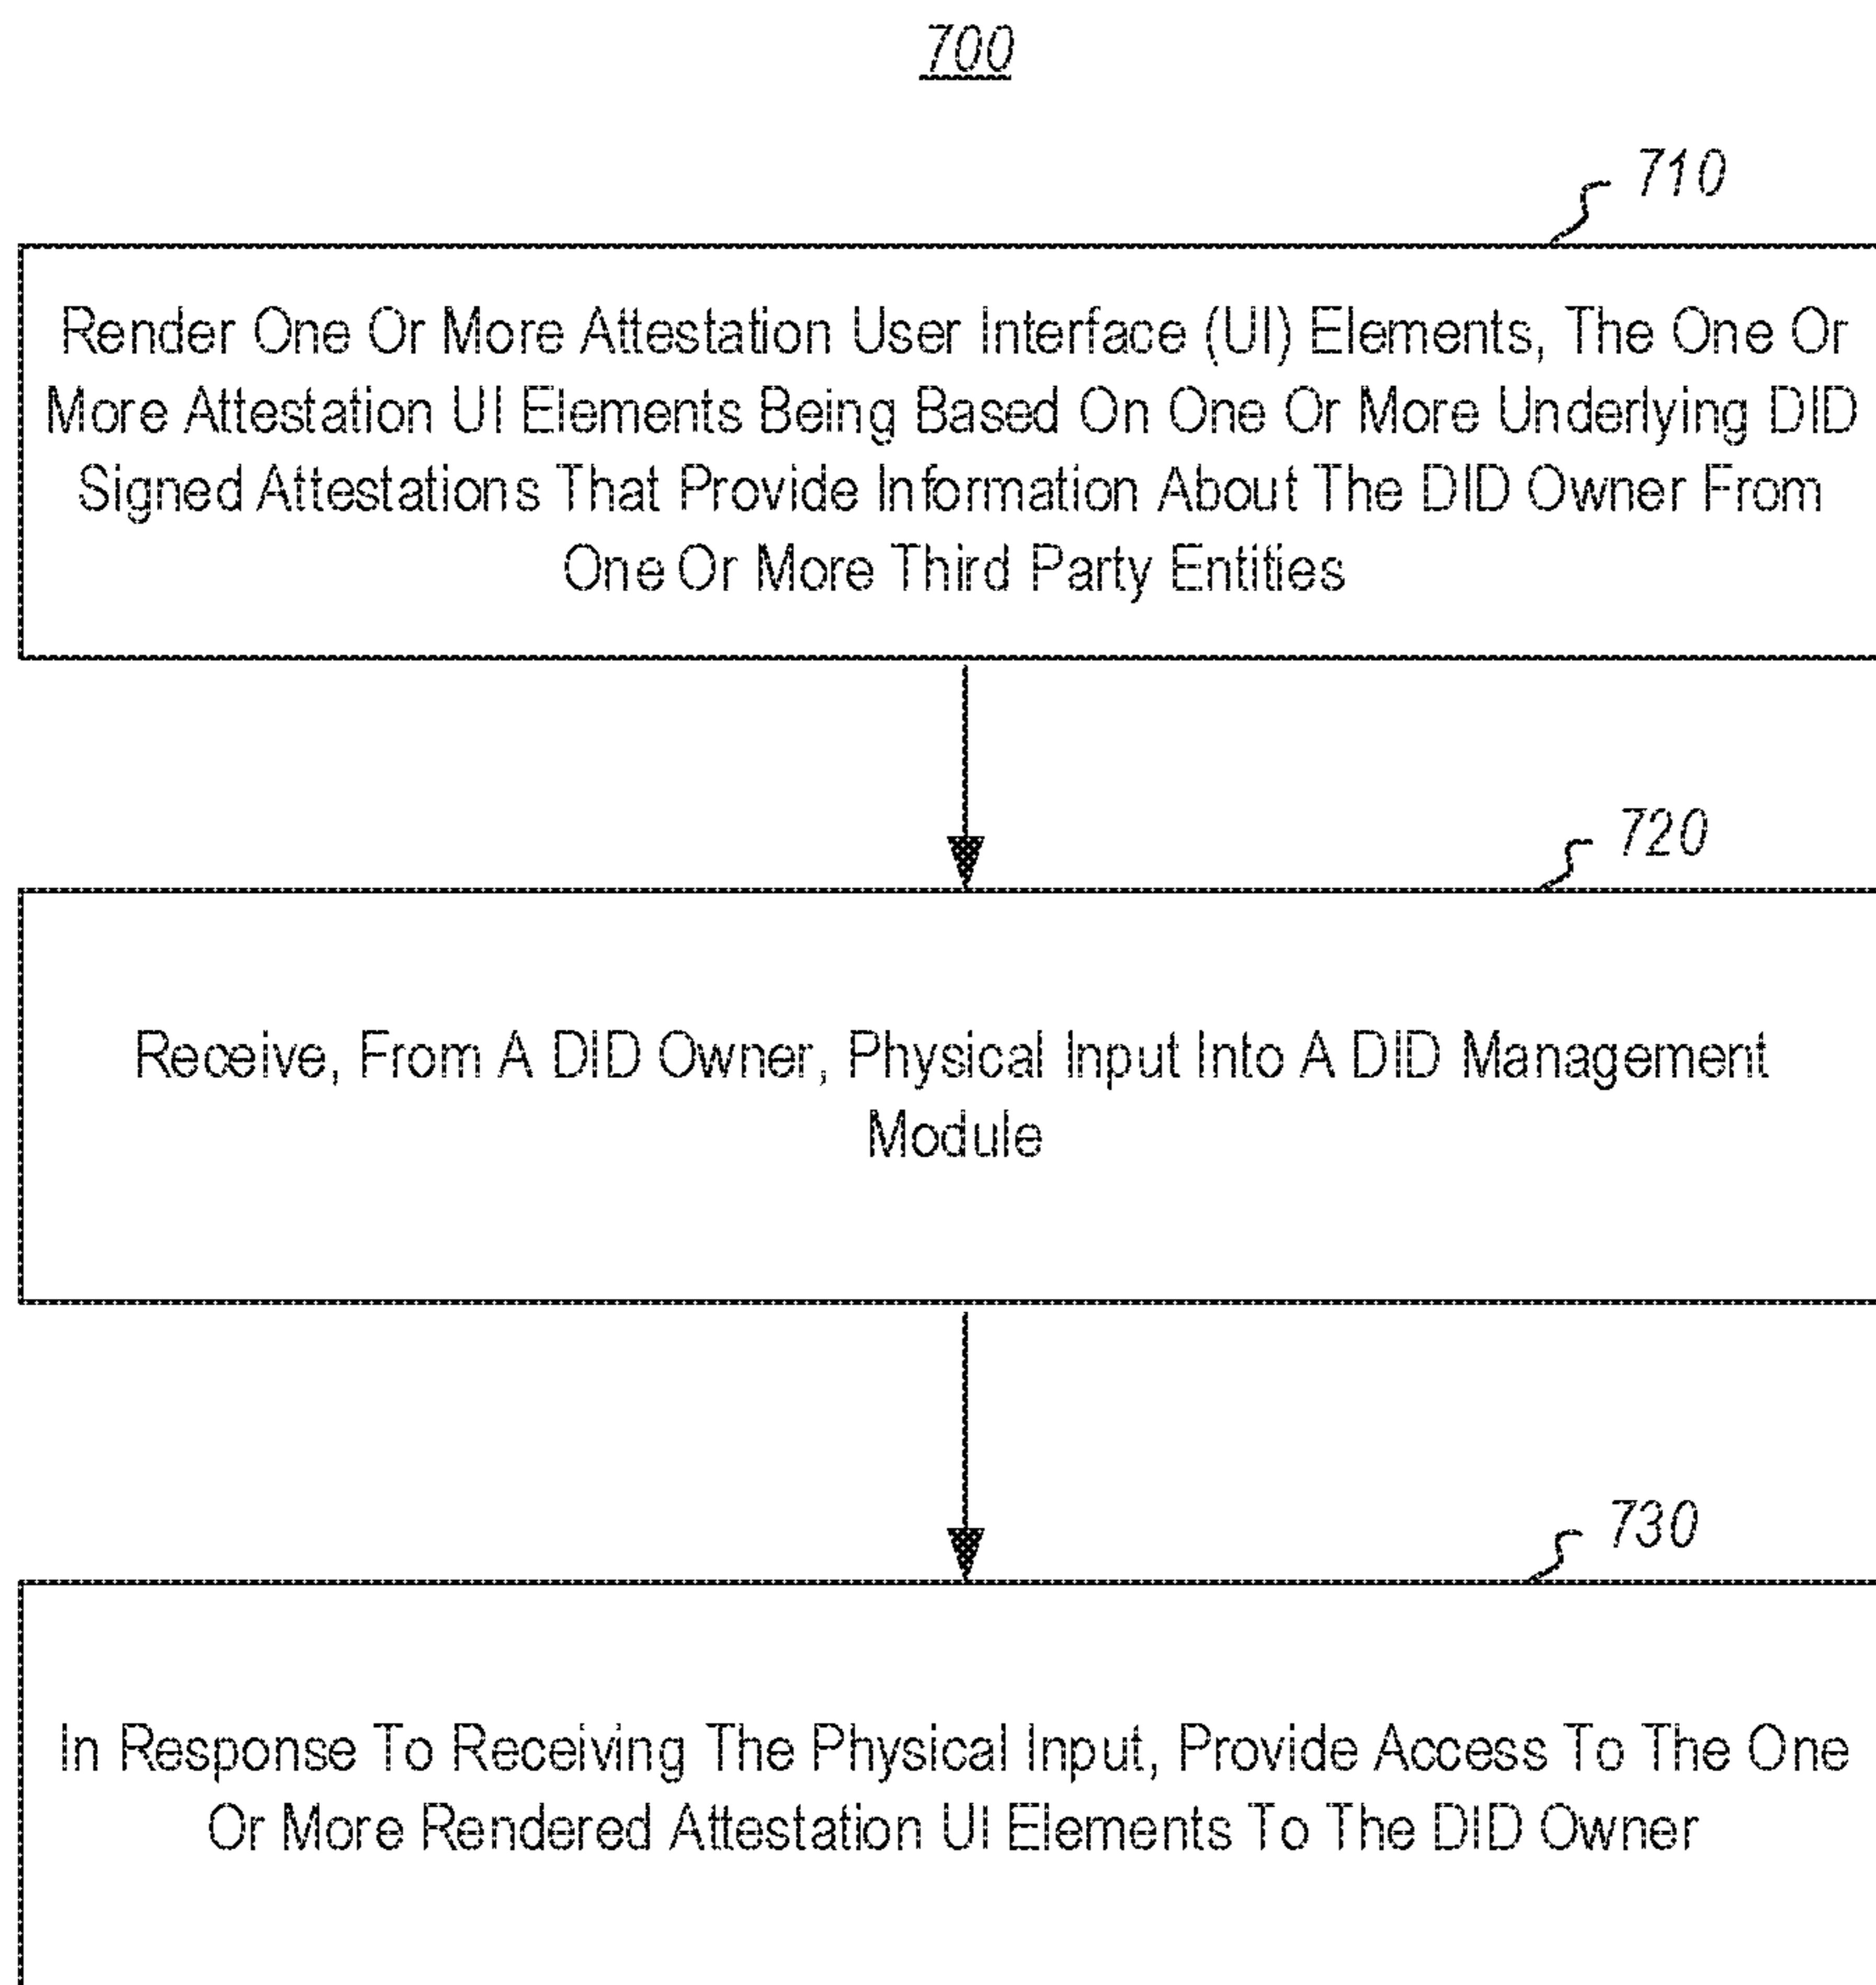 700
710
Render One Or More Attestation User Interface (UI) Elements, The One Or
More Attestation UI Elements Being Based On One Or More Underlying DID
Signed Attestations That Provide Information About The DID Owner From
One Or More Third Party Entities
720
Receive, From A DID Owner, Physical Input Into A DID Management
Module
730
In Response To Receiving The Physical Input, Provide Access To The One
Or More Rendered Attestation UI Elements To The DID Owner